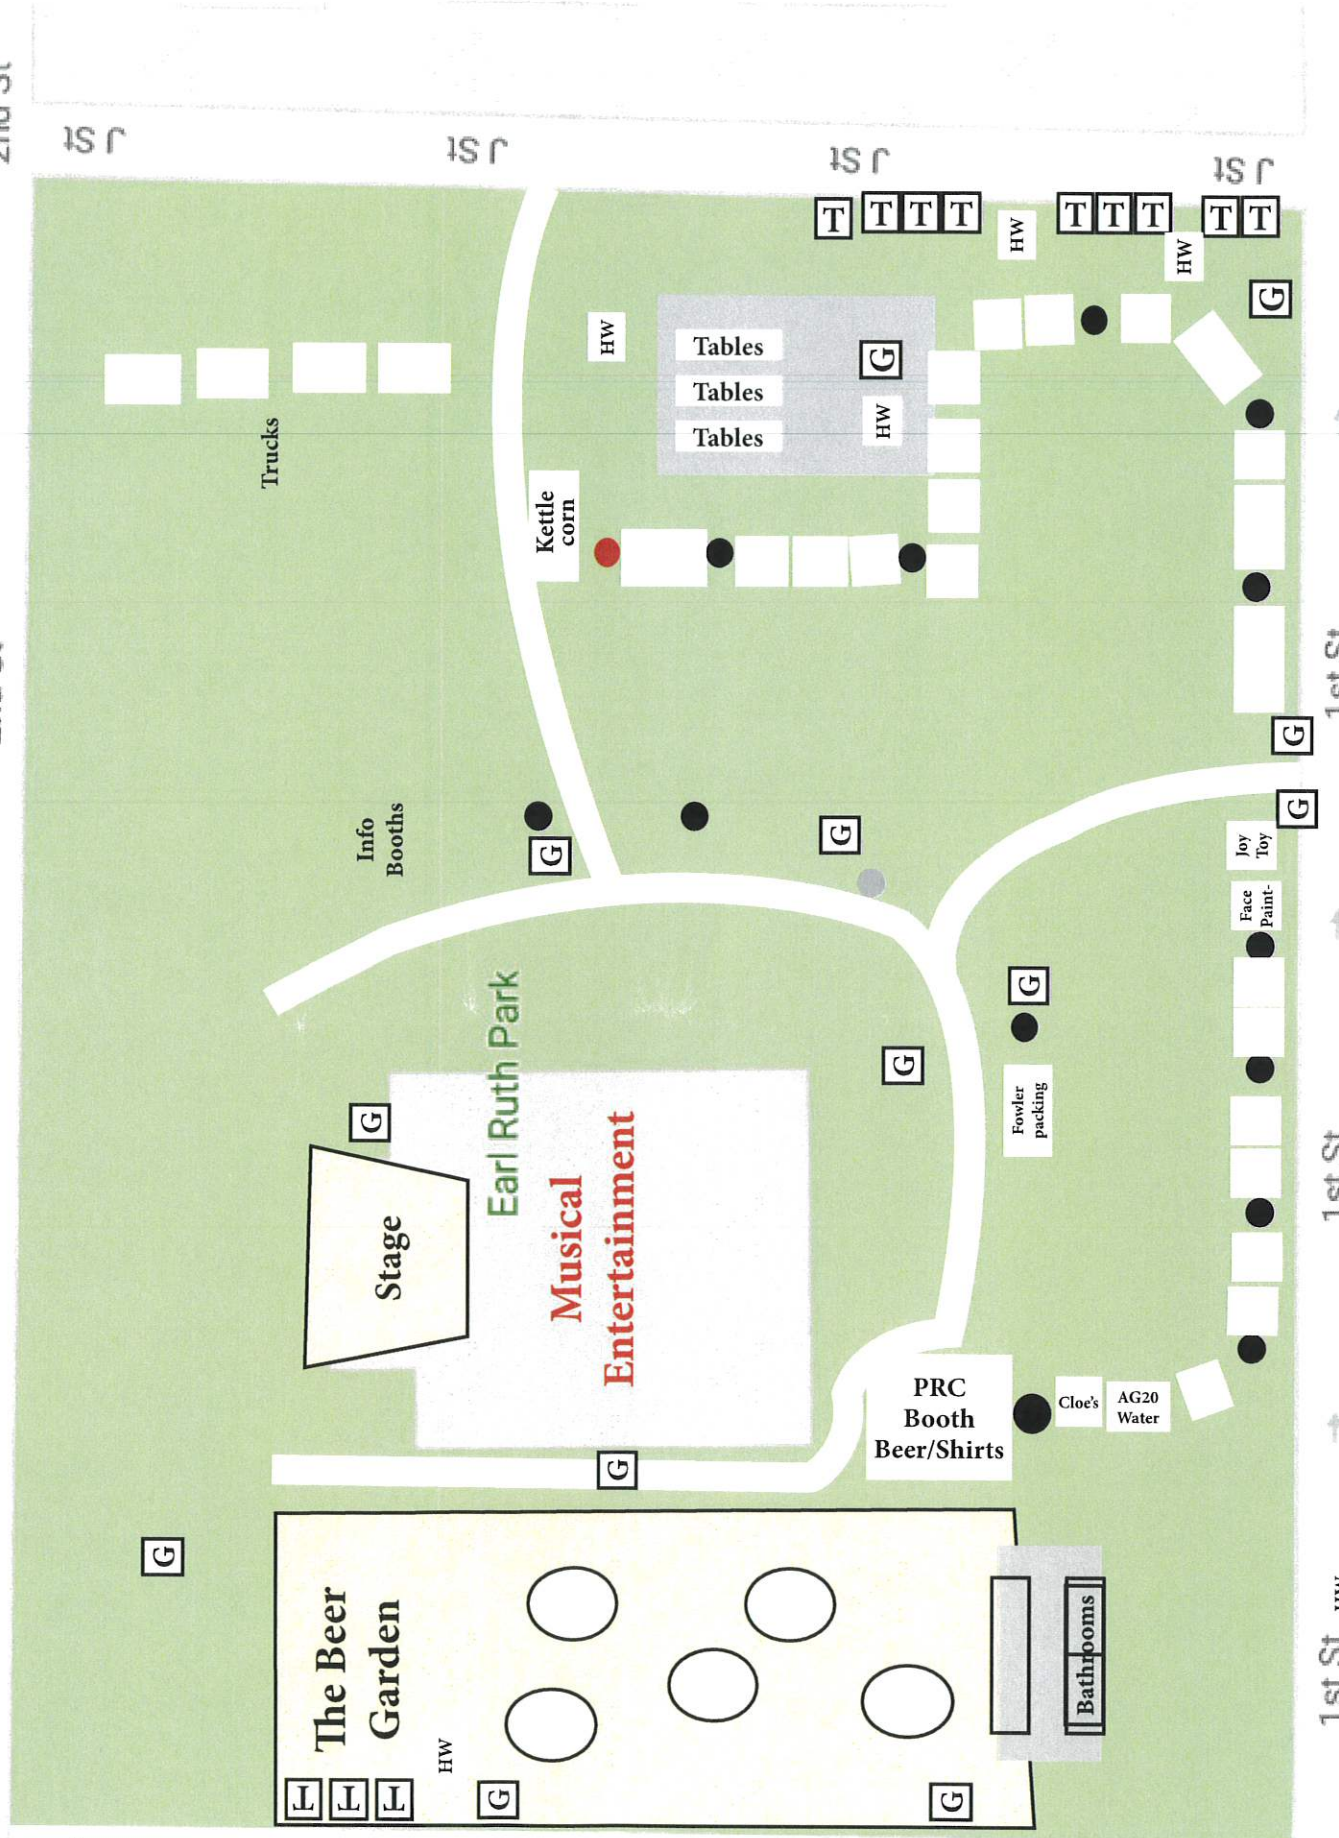 2nd St
J St
J St
J St
J St
T
T
T
T
T
T
T
T
T
HW
HW
G
HW
Tables
Tables
Tables
G
HW
Trucks
Kettle
corn
1st St
G
G
Info
Booths
G
G
Joy
Toy
Face
Paint-
Earl Ruth Park
G
G
Fowler
packing
G
Stage
Musical
Entertainment
1st St
PRC
Booth
Beer/Shirts
Cloe's
AG20
Water
G
G
The Beer
Garden
HW
T
T
T
G
G
Bathrooms
1st St
HW